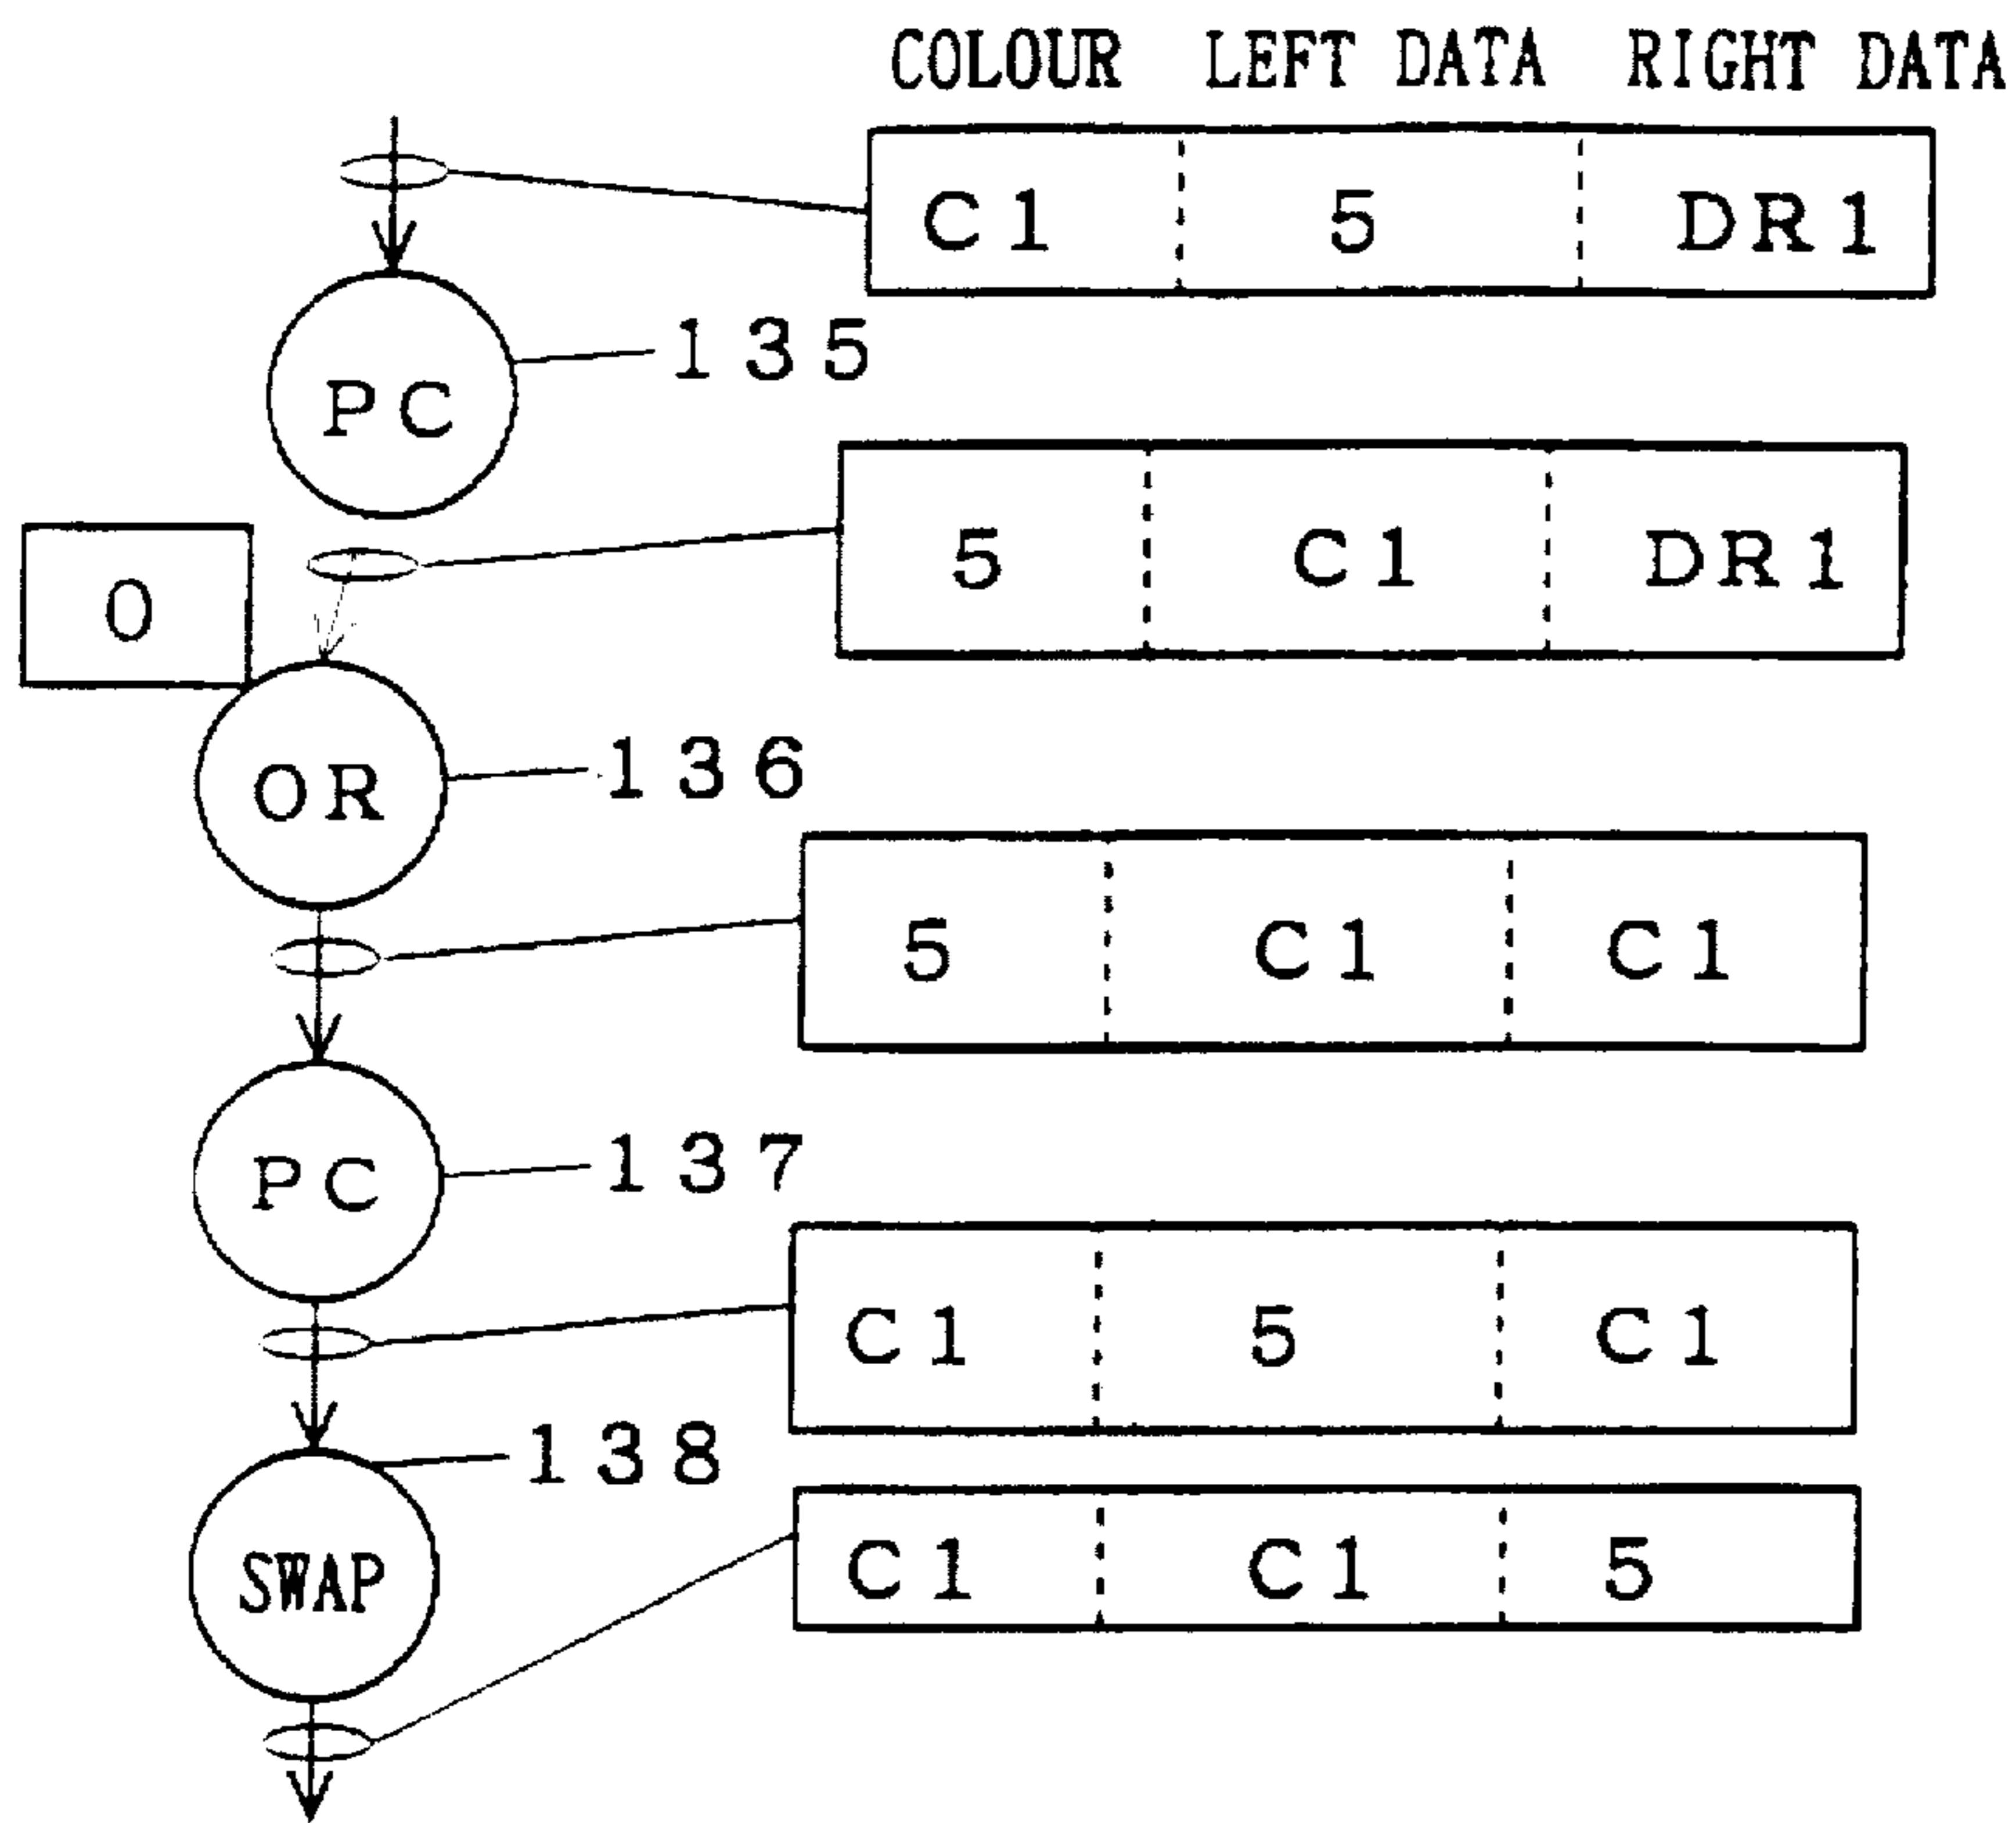 COLOUR LEFT DATA RIGHT DATA
C1 5 DR1
135
PC
5 C1 DR1
0
136
OR
5 C1 C1
137
PC
C1 5 C1
138
SWAP
C1 C1 5